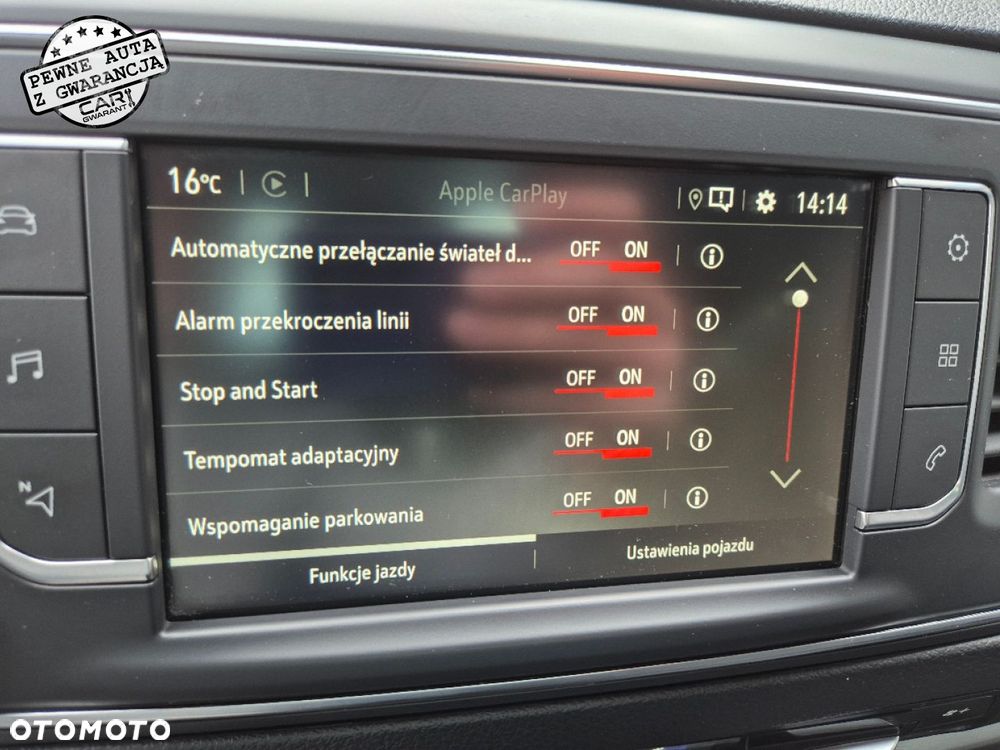 PEWNE AUTA
Z GWARANCJĄ
CAR
GWARANT
16°C
Apple CarPlay
14:14
Automatyczne przełączanie świateł d...
OFF ON
Alarm przekroczenia linii
OFF ON
Stop and Start
OFF ON
Tempomat adaptacyjny
OFF ON
Wspomaganie parkowania
OFF ON
Funkcje jazdy
Ustawienia pojazdu
N
OTOMOTO